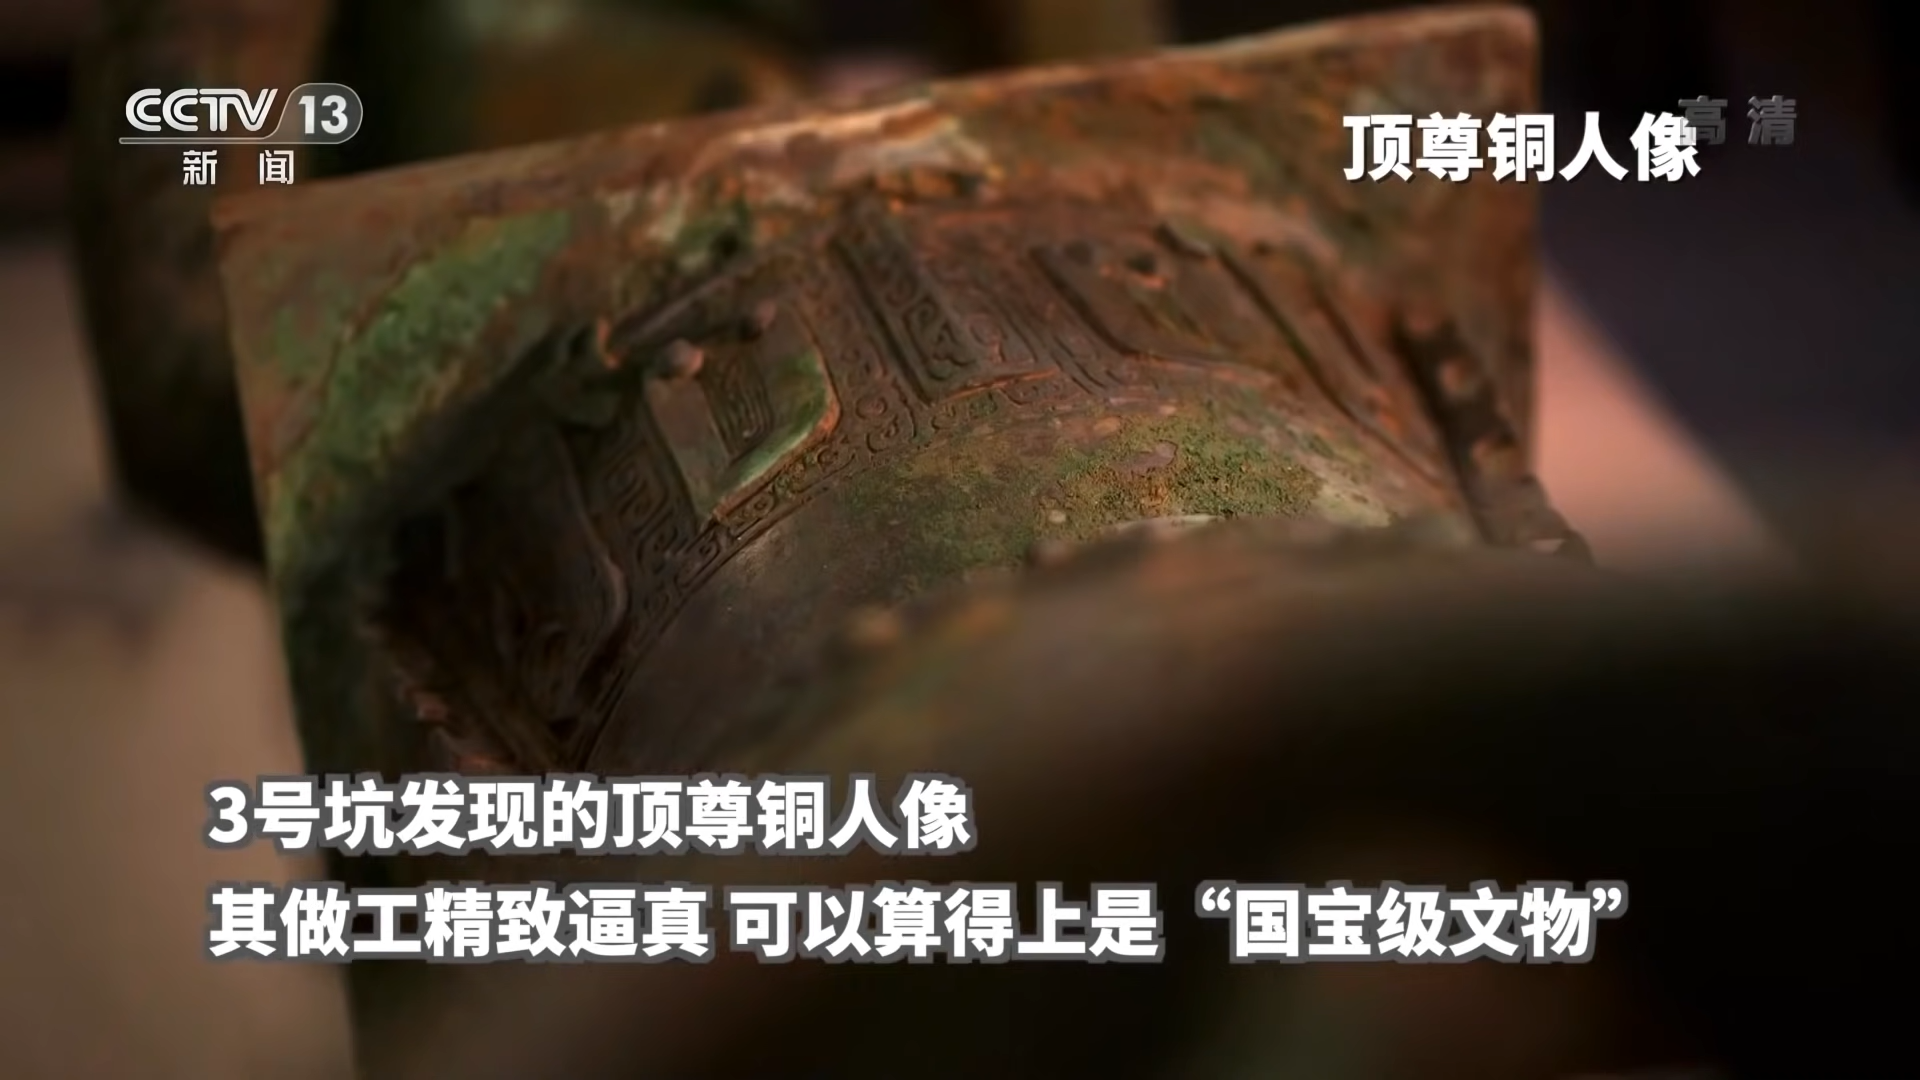 CCTV 13
新闻
顶尊铜人像
高清
3号坑发现的顶尊铜人像
其做工精致逼真 可以算得上是“国宝级文物”